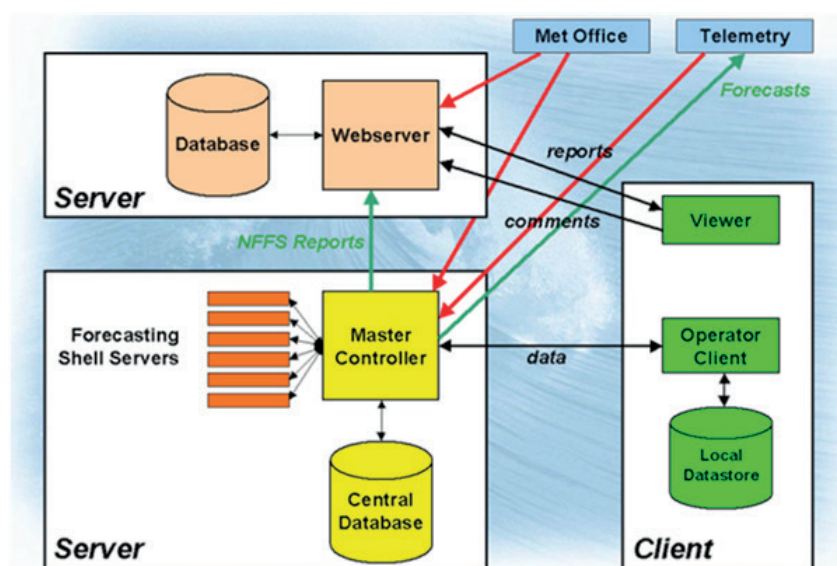 Met Office
Telemetry
Forecasts
Database
Webserver
Server
reports
comments
Viewer
NFFS Reports
Forecasting
Shell Servers
Master
Controller
data
Operator
Client
Central
Database
Local
Datastore
Server
Client